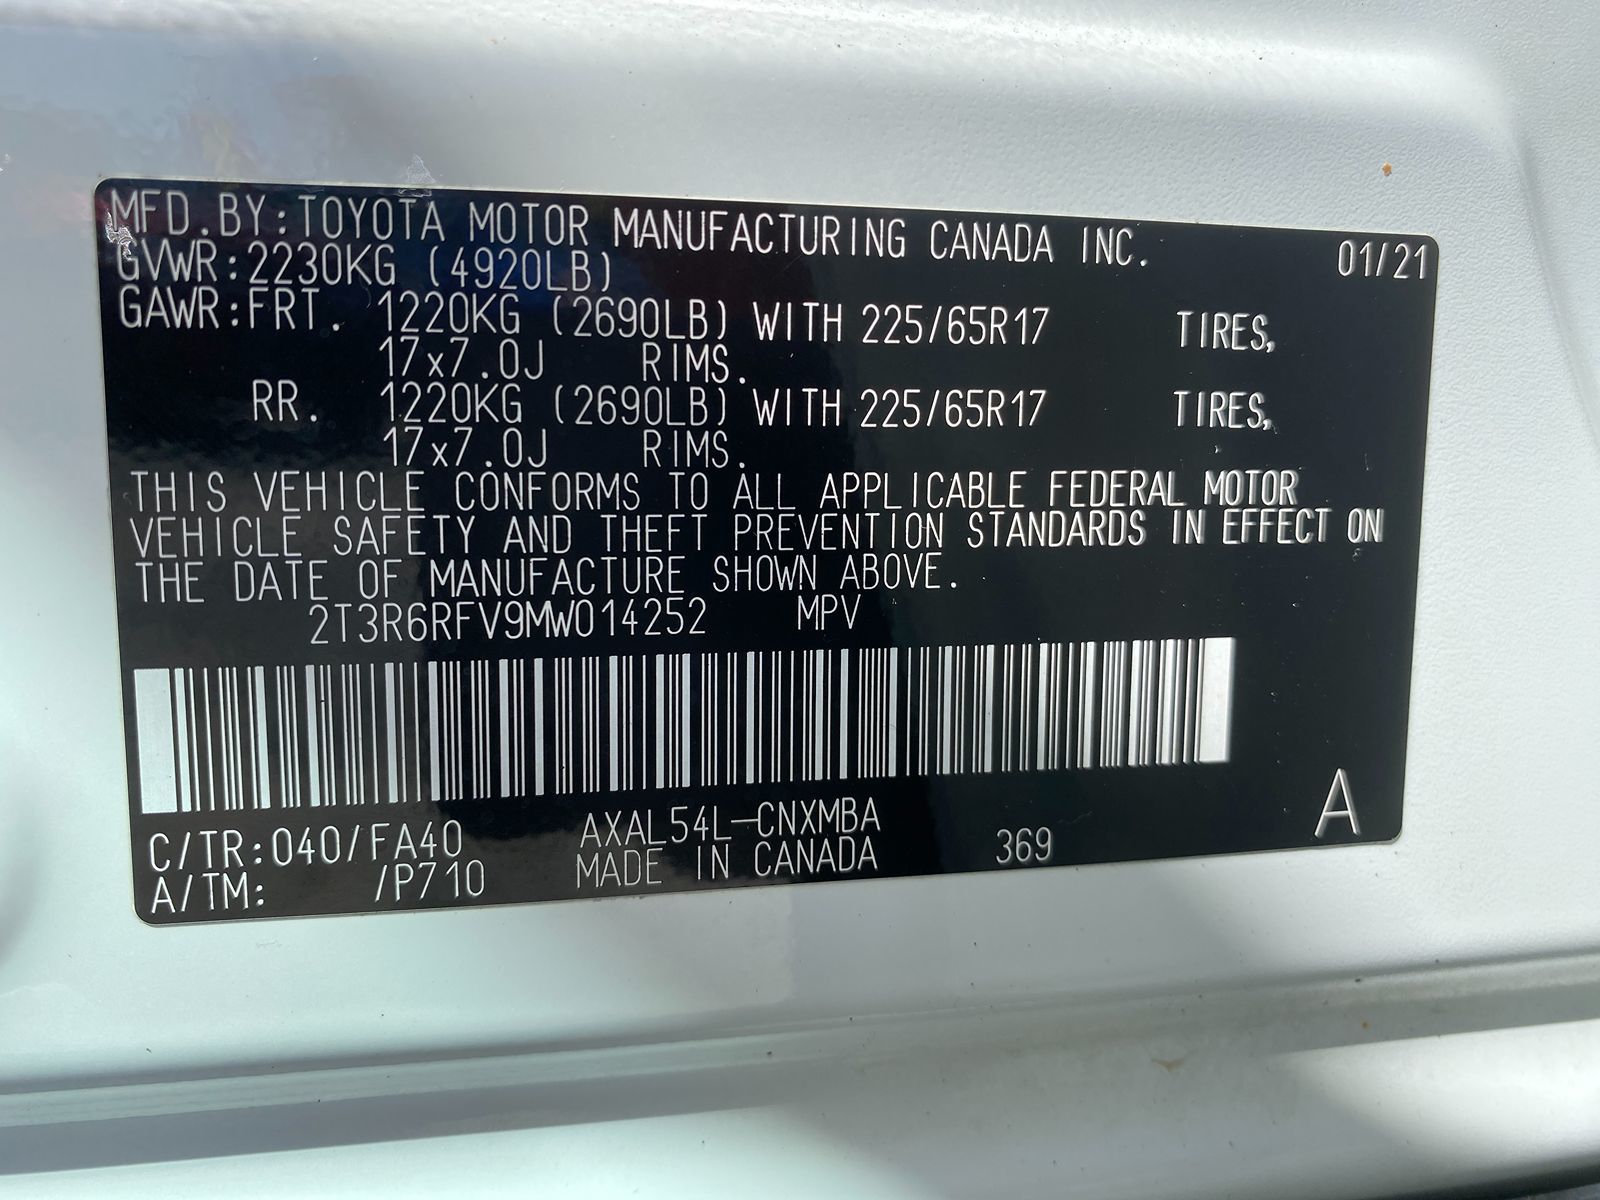 MFD.BY:TOYOTA MOTOR MANUFACTURING CANADA INC. 01/21
GVWR:2230KG (4920LB)
GAWR:FRT. 1220KG (2690LB) WITH 225/65R17 TIRES,
17x7.0J RIMS.
RR. 1220KG (2690LB) WITH 225/65R17 TIRES,
17x7.0J RIMS.
THIS VEHICLE CONFORMS TO ALL APPLICABLE FEDERAL MOTOR
VEHICLE SAFETY AND THEFT PREVENTION STANDARDS IN EFFECT ON
THE DATE OF MANUFACTURE SHOWN ABOVE.
2T3R6RFV9MW014252 MPV
C/TR:040/FA40 AXAL54L-CNXMBA 369 A
A/TM: /P710 MADE IN CANADA